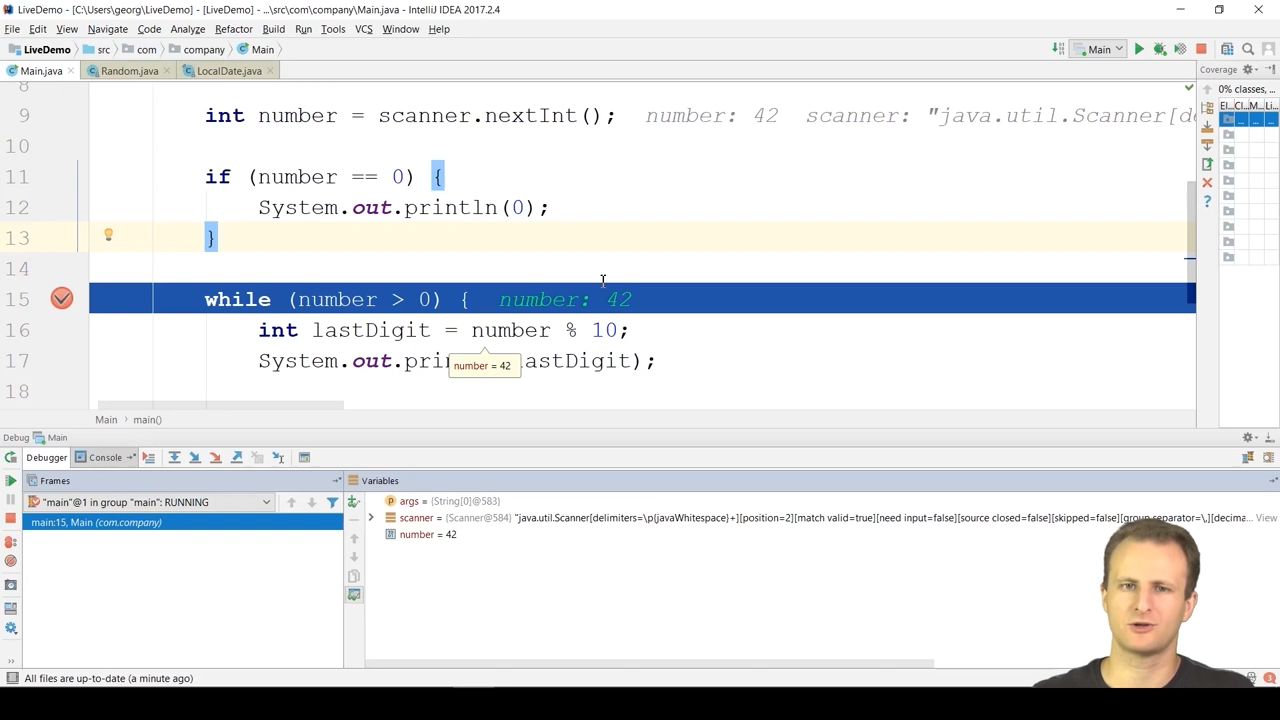 LiveDemo - [C:\Users\georg\LiveDemo] - [LiveDemo] - ...\src\com\company\Main.java - IntelliJ IDEA 2017.2.4
File Edit View Navigate Code Analyze Refactor Build Run Tools VCS Window Help
LiveDemo src com company Main Main
Main.java Random.java LocalDate.java Coverage
0% classes,
El... Cl... M... Li...
8
9 int number = scanner.nextInt(); number: 42 scanner: "java.util.Scanner[de
10
11 if (number == 0) {
12 System.out.println(0);
13 }
14
15 while (number > 0) { number: 42
16 int lastDigit = number % 10;
17 System.out.prin astDigit);
number = 42
18
Main › main()
Debug Main
Debugger Console
Frames Variables
"main"@1 in group "main": RUNNING
main:15, Main (com.company)
args = {String[0]@583}
scanner = {Scanner@584} "java.util.Scanner[delimiters=\p{javaWhitespace}+][position=2][match valid=true][need input=false][source closed=false][skipped=false][group separator=\,][decima... View
number = 42
All files are up-to-date (a minute ago)